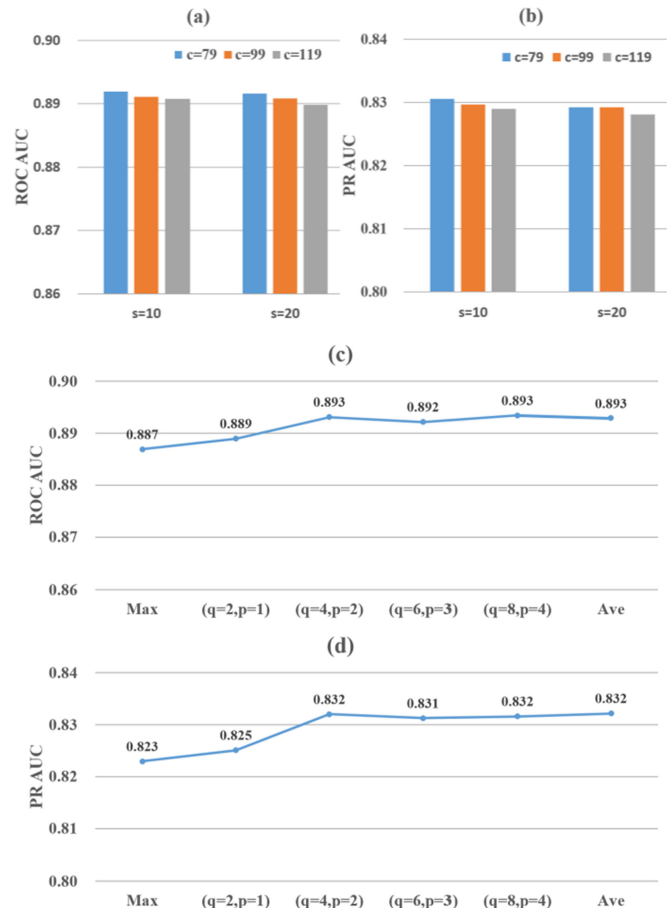 (a)
0.90
c=79 c=99 c=119
0.89
0.88
0.87
0.86
ROC AUC
s=10 s=20
(b)
0.84
c=79 c=99 c=119
0.83
0.82
0.81
0.80
PR AUC
s=10 s=20
(c)
0.90
0.89
0.88
0.87
0.86
ROC AUC
0.887 0.889 0.893 0.892 0.893 0.893
Max (q=2,p=1) (q=4,p=2) (q=6,p=3) (q=8,p=4) Ave
(d)
0.84
0.83
0.82
0.81
0.80
PR AUC
0.823 0.825 0.832 0.831 0.832 0.832
Max (q=2,p=1) (q=4,p=2) (q=6,p=3) (q=8,p=4) Ave